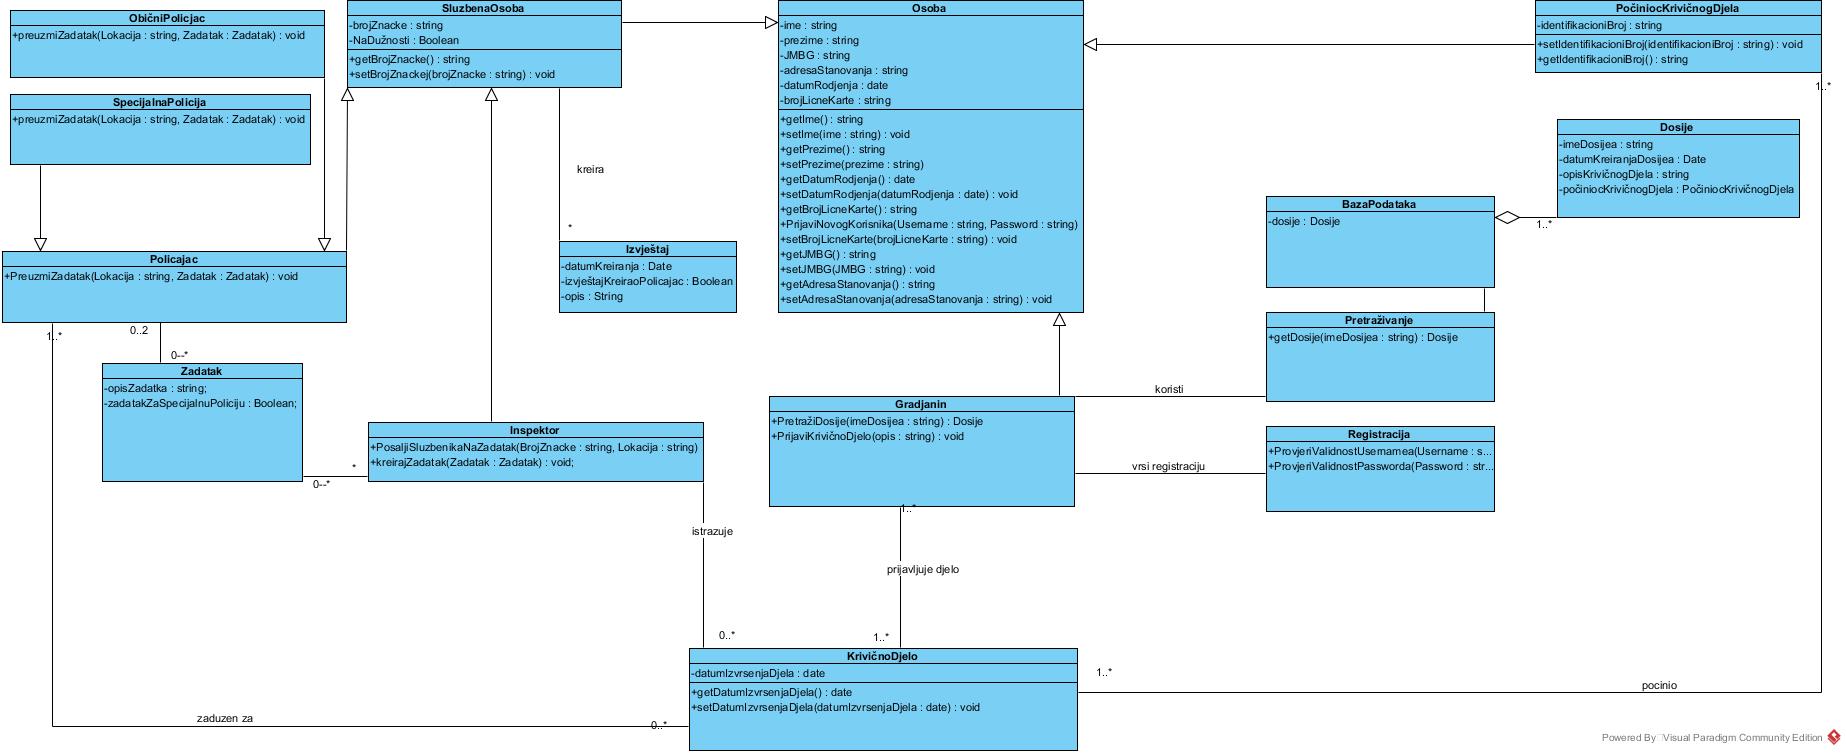 ObičniPolicjac
+preuzmiZadatak(Lokacija : string, Zadatak : Zadatak) : void
SpecijalnaPolicija
+preuzmiZadatak(Lokacija : string, Zadatak : Zadatak) : void
SluzbenaOsoba
-brojZnacke : string
-NaDužnosti : Boolean
+getBrojZnacke() : string
+setBrojZnackej(brojZnacke : string) : void
Osoba
-ime : string
-prezime : string
-JMBG : string
-adresaStanovanja : string
-datumRodjenja : date
-brojLicneKarte : string
+getIme() : string
+setIme(ime : string) : void
+getPrezime() : string
+setPrezime(prezime : string)
+getDatumRodjenja() : date
+setDatumRodjenja(datumRodjenja : date) : void
+getBrojLicneKarte() : string
+PrijaviNovogKorisnika(Username : string, Password : string)
+setBrojLicneKarte(brojLicneKarte : string) : void
+getJMBG() : string
+setJMBG(JMBG : string) : void
+getAdresaStanovanja() : string
+setAdresaStanovanja(adresaStanovanja : string) : void
PočiniocKrivičnogDjela
-identifikacioniBroj : string
+setIdentifikacioniBroj(identifikacioniBroj : string) : void
+getIdentifikacioniBroj() : string
1..*
Dosije
-imeDosijea : string
-datumKreiranjaDosijea : Date
-opisKrivičnogDjela : string
-počiniocKrivičnogDjela : PočiniocKrivičnogDjela
1..*
BazaPodataka
-dosije : Dosije
kreira
*
Izvještaj
-datumKreiranja : Date
-izvještajKreiraoPolicajac : Boolean
-opis : String
Policajac
+PreuzmiZadatak(Lokacija : string, Zadatak : Zadatak) : void
1..*
0..2
0--*
Zadatak
-opisZadatka : string;
-zadatakZaSpecijalnuPoliciju : Boolean;
0--*
*
Inspektor
+PosaljiSluzbenikaNaZadatak(BrojZnacke : string, Lokacija : string)
+kreirajZadatak(Zadatak : Zadatak) : void;
Pretraživanje
+getDosije(imeDosijea : string) : Dosije
koristi
Gradjanin
+PretražiDosije(imeDosijea : string) : Dosije
+PrijaviKrivičnoDjelo(opis : string) : void
Registracija
+ProvjeriValidnostUsernamea(Username : s...
+ProvjeriValidnostPassworda(Password : str...
vrsi registraciju
1..*
istrazuje
prijavljuje djelo
0..*
1..*
KrivičnoDjelo
-datumIzvrsenjaDjela : date
+getDatumIzvrsenjaDjela() : date
+setDatumIzvrsenjaDjela(datumIzvrsenjaDjela : date) : void
1..*
pocinio
zaduzen za
0..*
Powered By Visual Paradigm Community Edition